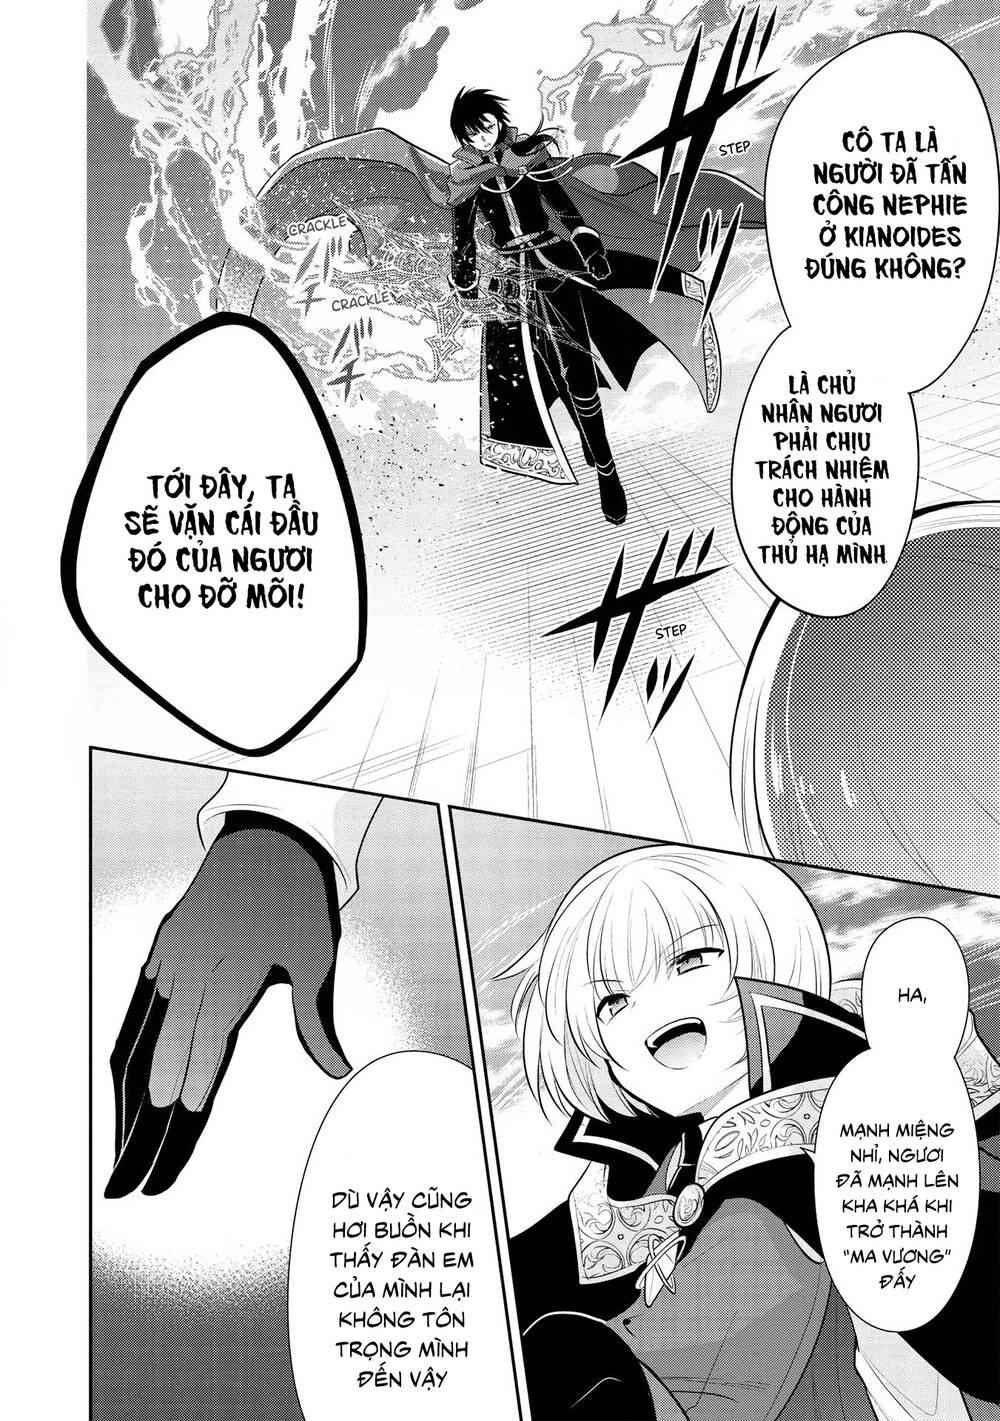 CÔ TA LÀ
NGƯỜI ĐÃ TẤN
CÔNG NEPHIE
Ở KIANOIDES
ĐÚNG KHÔNG?
LÀ CHỦ
NHÂN NGƯƠI
PHẢI CHỊU
TRÁCH NHIỆM
CHO HÀNH
ĐỘNG CỦA
THỦ HẠ MÌNH
STEP
CRACKLE
CRACKLE
STEP
TỚI ĐÂY, TA
SẼ VẶN CÁI ĐẦU
ĐÓ CỦA NGƯƠI
CHO ĐỠ MÕI!
HA,
MẠNH MIỆNG
NHỈ, NGƯƠI
ĐÃ MẠNH LÊN
KHA KHÁ KHI
TRỞ THÀNH
“MA VƯƠNG”
ĐẤY
DÙ VẬY CŨNG
HƠI BUỒN KHI
THẤY ĐÀN EM
CỦA MÌNH LẠI
KHÔNG TÔN
TRỌNG MÌNH
ĐẾN VẬY